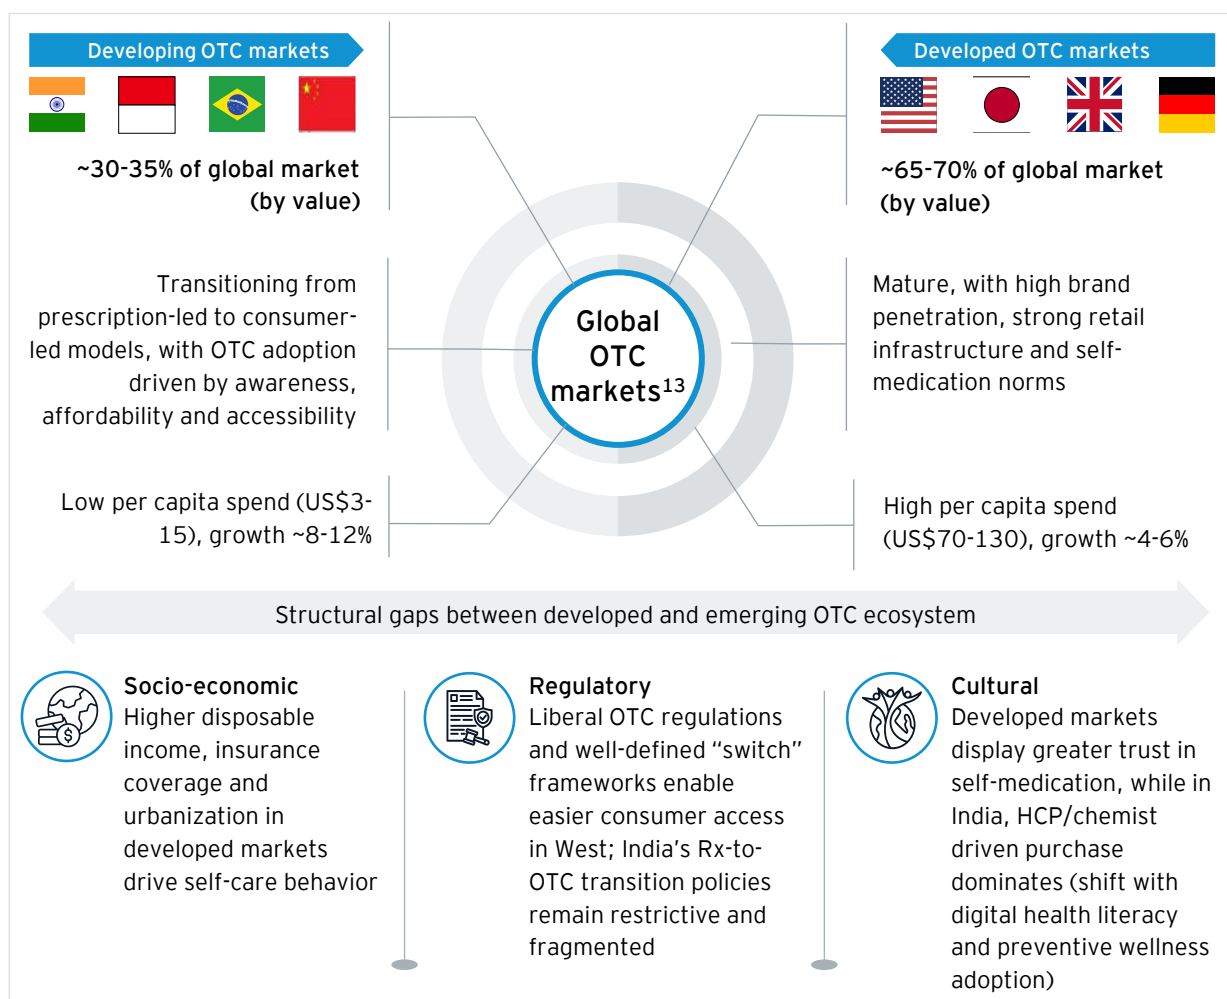 Developing OTC markets
~30-35% of global market
(by value)
Transitioning from
prescription-led to consumer-
led models, with OTC adoption
driven by awareness,
affordability and accessibility
Low per capita spend (US$3-
15), growth ~8-12%
Global
OTC
markets¹³
Developed OTC markets
~65-70% of global market
(by value)
Mature, with high brand
penetration, strong retail
infrastructure and self-
medication norms
High per capita spend
(US$70-130), growth ~4-6%
Structural gaps between developed and emerging OTC ecosystem
$
Socio-economic
Higher disposable
income, insurance
coverage and
urbanization in
developed markets
drive self-care behavior
Regulatory
Liberal OTC regulations
and well-defined “switch”
frameworks enable
easier consumer access
in West; India’s Rx-to-
OTC transition policies
remain restrictive and
fragmented
Cultural
Developed markets
display greater trust in
self-medication, while in
India, HCP/chemist
driven purchase
dominates (shift with
digital health literacy
and preventive wellness
adoption)